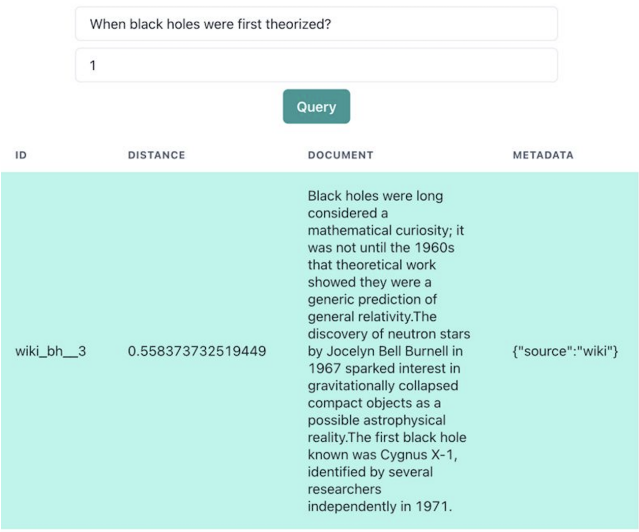 When black holes were first theorized?
1
Query
ID DISTANCE DOCUMENT METADATA
Black holes were long
considered a
mathematical curiosity; it
was not until the 1960s
that theoretical work
showed they were a
generic prediction of
general relativity.The
discovery of neutron stars
wiki_bh__3 0.558373732519449 by Jocelyn Bell Burnell in {"source":"wiki"}
1967 sparked interest in
gravitationally collapsed
compact objects as a
possible astrophysical
reality.The first black hole
known was Cygnus X-1,
identified by several
researchers
independently in 1971.